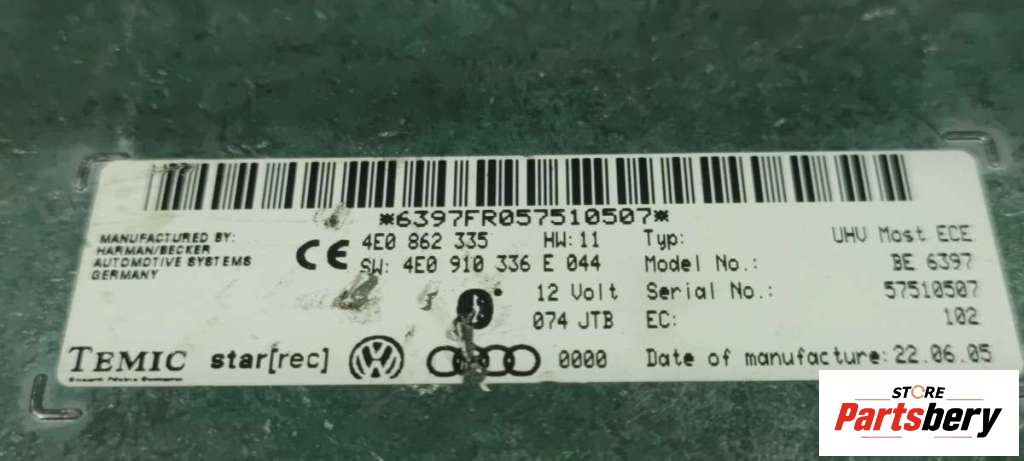 *6397FR057510507*
MANUFACTURED BY:
HARMAN/BECKER
AUTOMOTIVE SYSTEMS
GERMANY
CE
4E0 862 335 HW:11
SW: 4E0 910 336 E 044
12 Volt
074 JTB
Typ: UHV Most ECE
Model No.: BE 6397
Serial No.: 57510507
EC: 102
TEMIC star[rec] 0000 Date of manufacture: 22.06.05
STORE
Partsbery